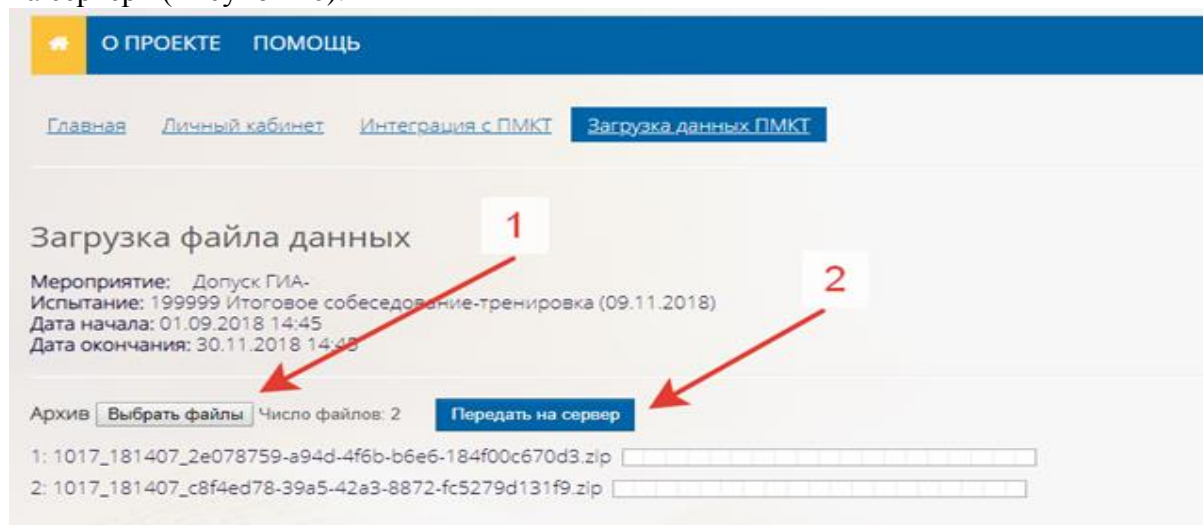 О ПРОЕКТЕ ПОМОЩЬ
Главная Личный кабинет Интеграция с ПМКТ Загрузка данных ПМКТ
1
Загрузка файла данных
2
Мероприятие: Допуск ГИА-
Испытание: 199999 Итоговое собеседование-тренировка (09.11.2018)
Дата начала: 01.09.2018 14:45
Дата окончания: 30.11.2018 14:45
Архив Выбрать файлы Число файлов: 2 Передать на сервер
1: 1017_181407_2e078759-a94d-4f6b-b6e6-184f00c670d3.zip
2: 1017_181407_c8f4ed78-39a5-42a3-8872-fc5279d131f9.zip